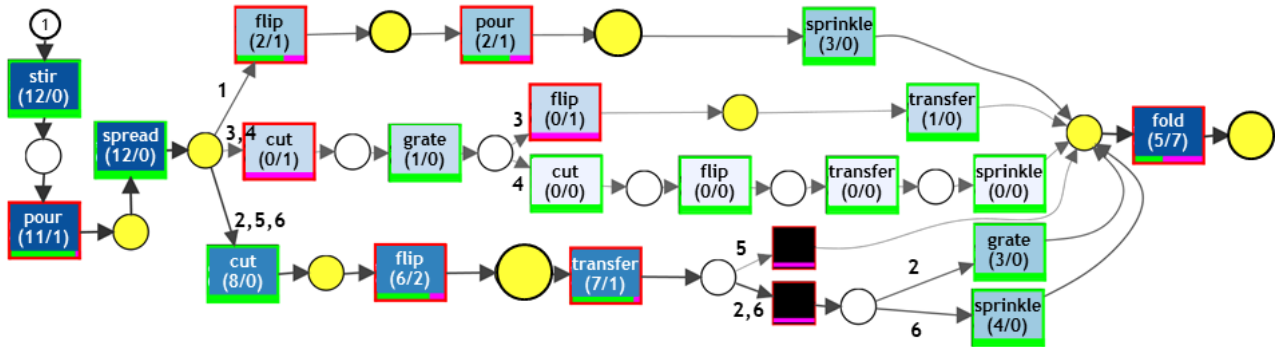 1
stir
(12/0)
pour
(11/1)
spread
(12/0)
1
flip
(2/1)
pour
(2/1)
sprinkle
(3/0)
3,4
cut
(0/1)
grate
(1/0)
3
flip
(0/1)
transfer
(1/0)
4
cut
(0/0)
flip
(0/0)
transfer
(0/0)
sprinkle
(0/0)
2,5,6
cut
(8/0)
flip
(6/2)
transfer
(7/1)
5
2,6
2
grate
(3/0)
6
sprinkle
(4/0)
fold
(5/7)